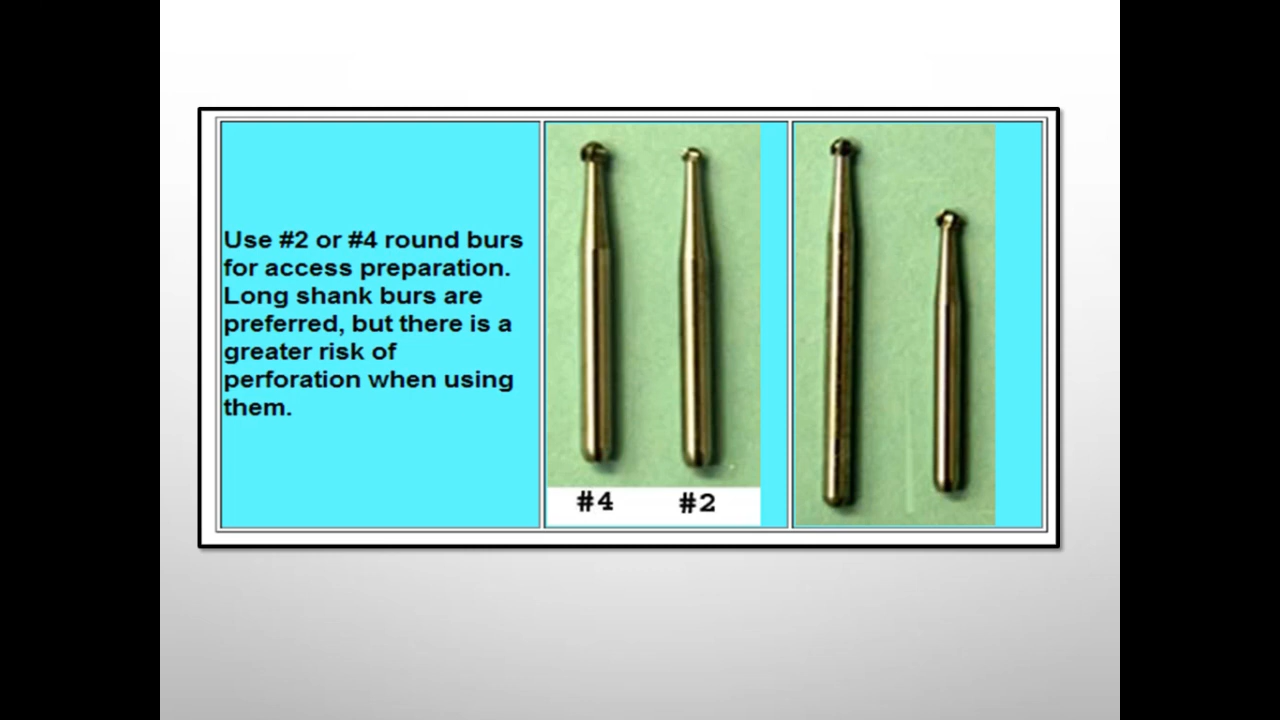 Use #2 or #4 round burs
for access preparation.
Long shank burs are
preferred, but there is a
greater risk of
perforation when using
them.
#4 #2